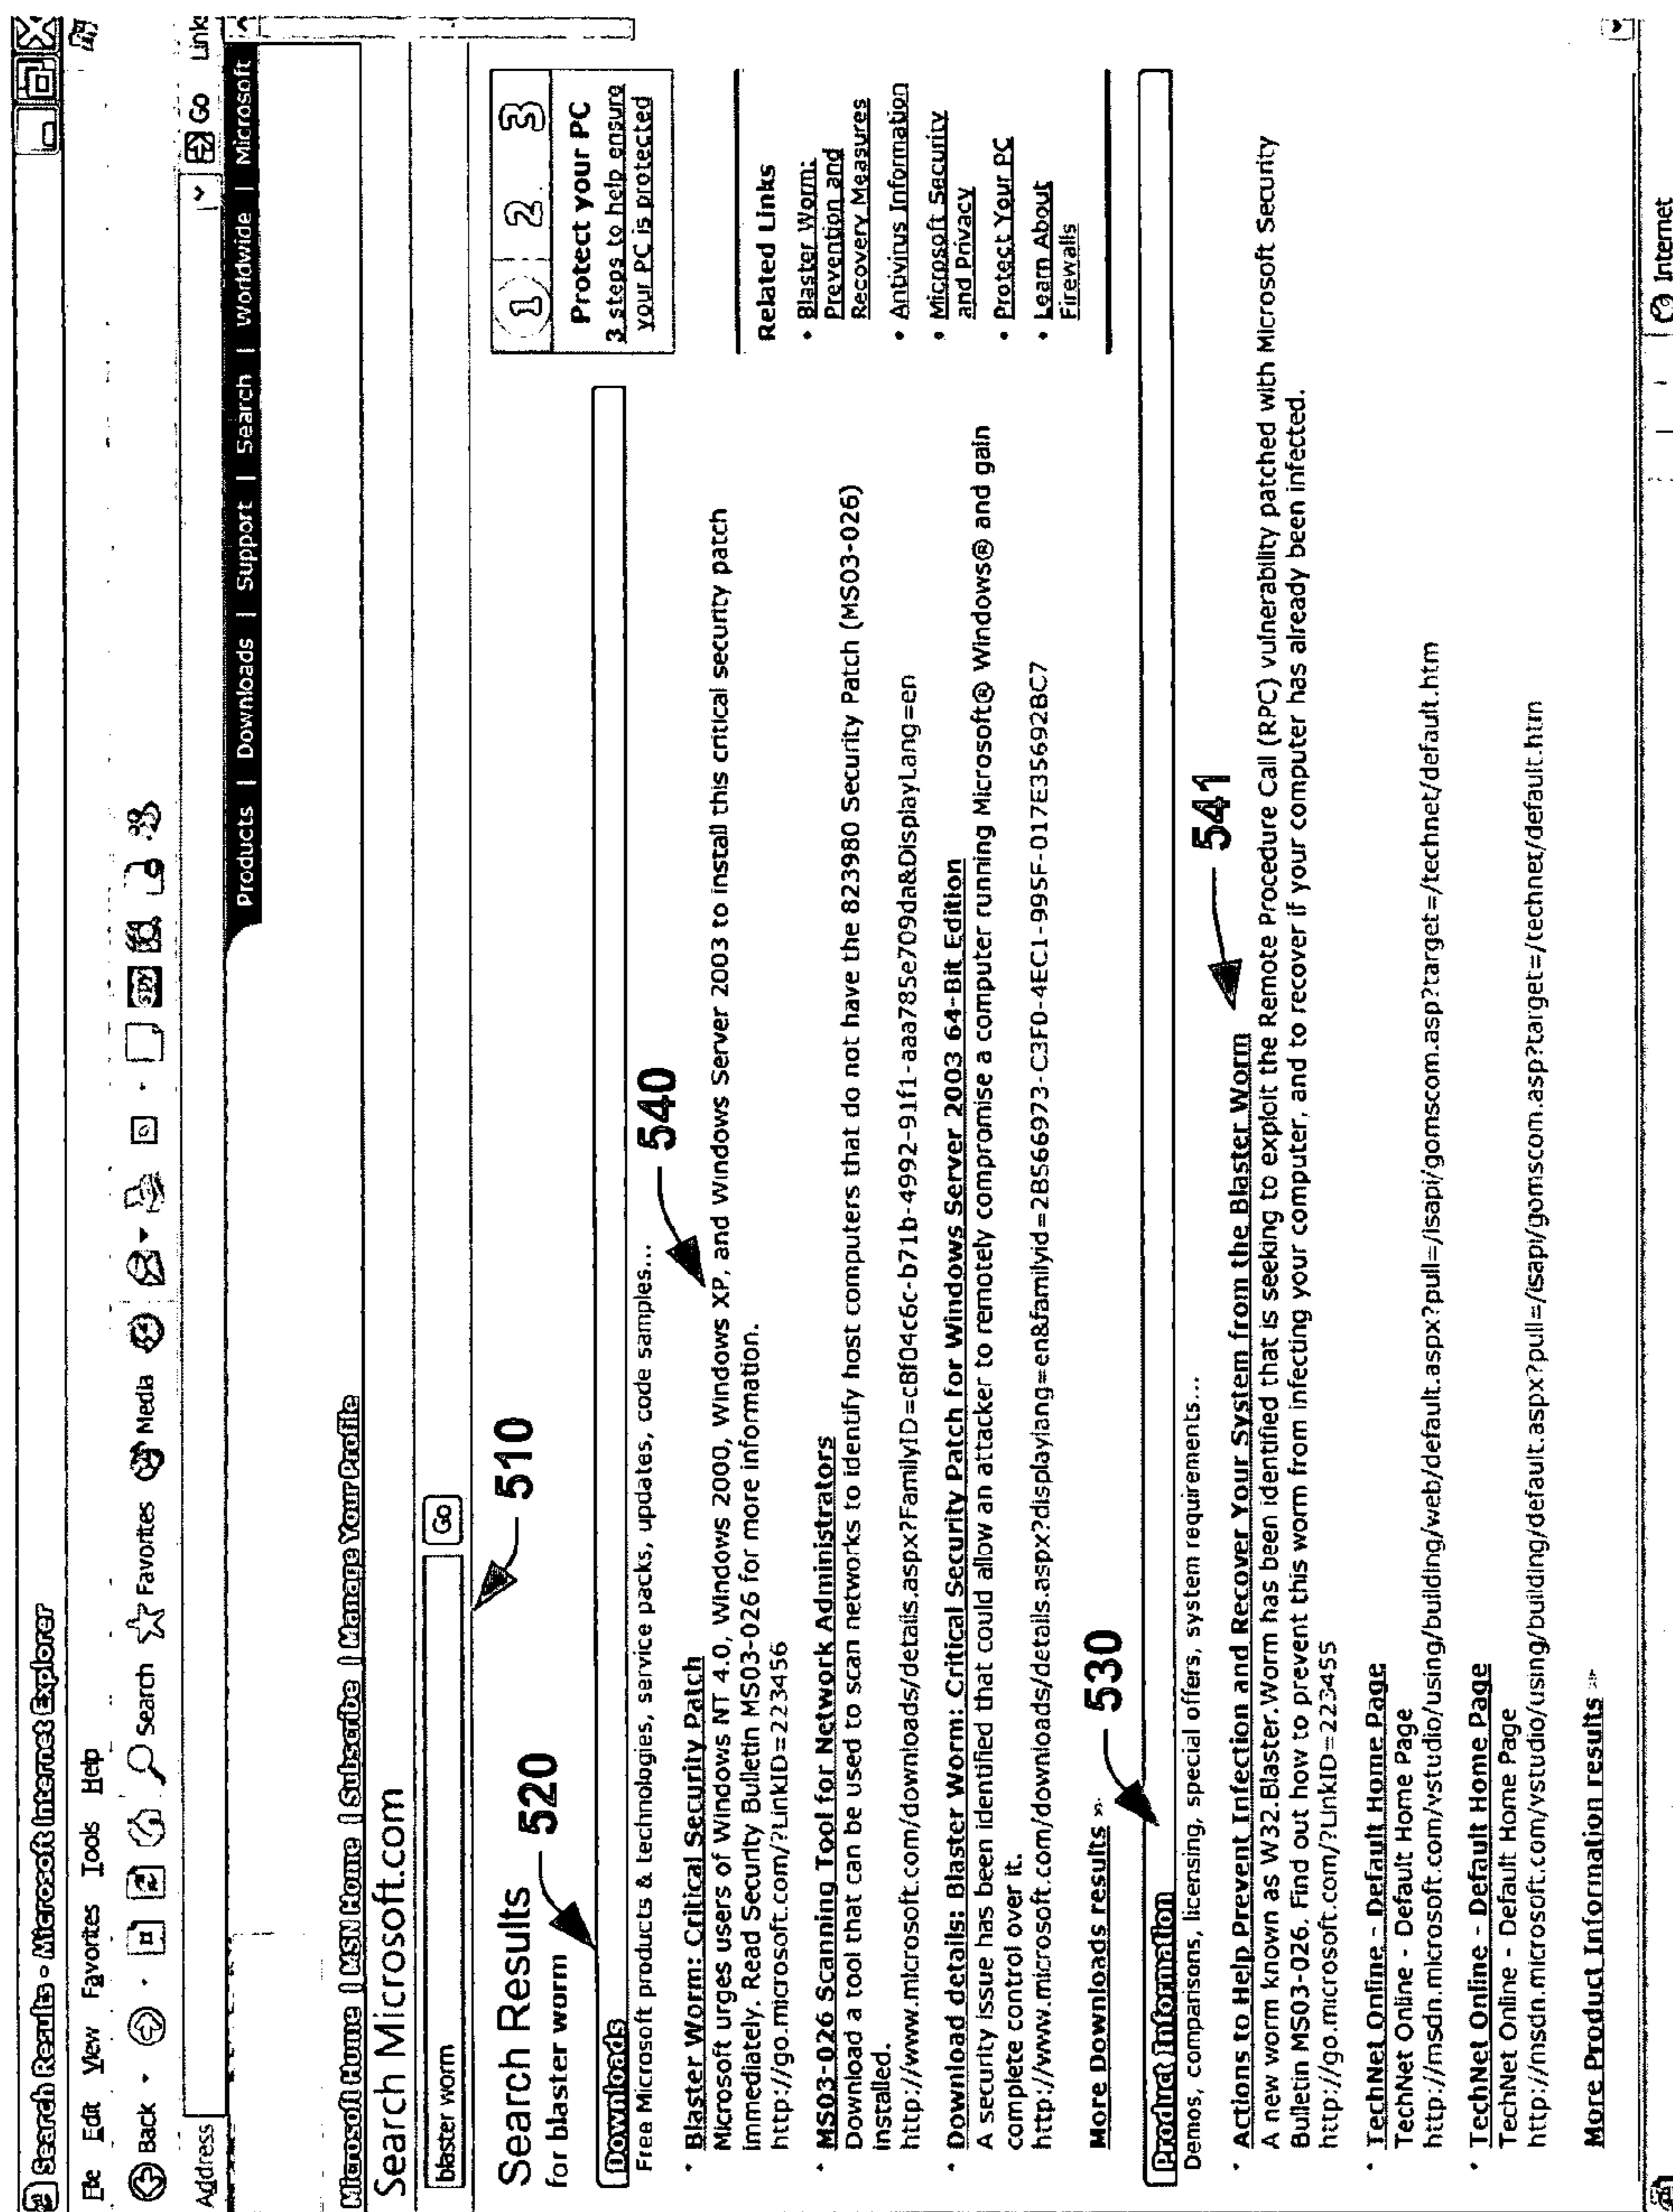 Search Results - Microsoft Internet Explorer
File Edit View Favorites Tools Help
Back Search Favorites Media
Address Go Link
Products | Downloads | Support | Search | Worldwide | Microsoft
Microsoft Home | MSN Home | Subscribe | Manage Your Profile
Search Microsoft.com
blaster worm Go
510
Search Results
for blaster worm
520
Downloads
Free Microsoft products & technologies, service packs, updates, code samples...
540
• Blaster Worm: Critical Security Patch
Microsoft urges users of Windows NT 4.0, Windows 2000, Windows XP, and Windows Server 2003 to install this critical security patch
immediately. Read Security Bulletin MS03-026 for more information.
http://go.microsoft.com/?LinkID=223456
• MS03-026 Scanning Tool for Network Administrators
Download a tool that can be used to scan networks to identify host computers that do not have the 823980 Security Patch (MS03-026)
installed.
http://www.microsoft.com/downloads/details.aspx?FamilyID=c8f04c6c-b71b-4992-91f1-aaa785e709da&DisplayLang=en
• Download details: Blaster Worm: Critical Security Patch for Windows Server 2003 64-Bit Edition
A security issue has been identified that could allow an attacker to remotely compromise a computer running Microsoft® Windows® and gain
complete control over it.
http://www.microsoft.com/downloads/details.aspx?displaylang=en&familyid=2B566973-C3F0-4EC1-995F-017E35692BC7
More Downloads results »
530
Product Information
Demos, comparisons, licensing, special offers, system requirements...
541
• Actions to Help Prevent Infection and Recover Your System from the Blaster Worm
A new worm known as W32.Blaster.Worm has been identified that is seeking to exploit the Remote Procedure Call (RPC) vulnerability patched with Microsoft Security
Bulletin MS03-026. Find out how to prevent this worm from infecting your computer, and to recover if your computer has already been infected.
http://go.microsoft.com/?LinkID=223455
• TechNet Online - Default Home Page
TechNet Online - Default Home Page
http://msdn.microsoft.com/vstudio/using/building/web/default.aspx?pull=/isapi/gomscom.asp?target=/technet/default.htm
• TechNet Online - Default Home Page
TechNet Online - Default Home Page
http://msdn.microsoft.com/vstudio/using/building/default.aspx?pull=/isapi/gomscom.asp?target=/technet/default.htm
More Product Information results »
1 2 3
Protect your PC
3 steps to help ensure
your PC is protected
Related Links
• Blaster Worm:
Prevention and
Recovery Measures
• Antivirus Information
• Microsoft Security
and Privacy
• Protect Your PC
• Learn About
Firewalls
Internet